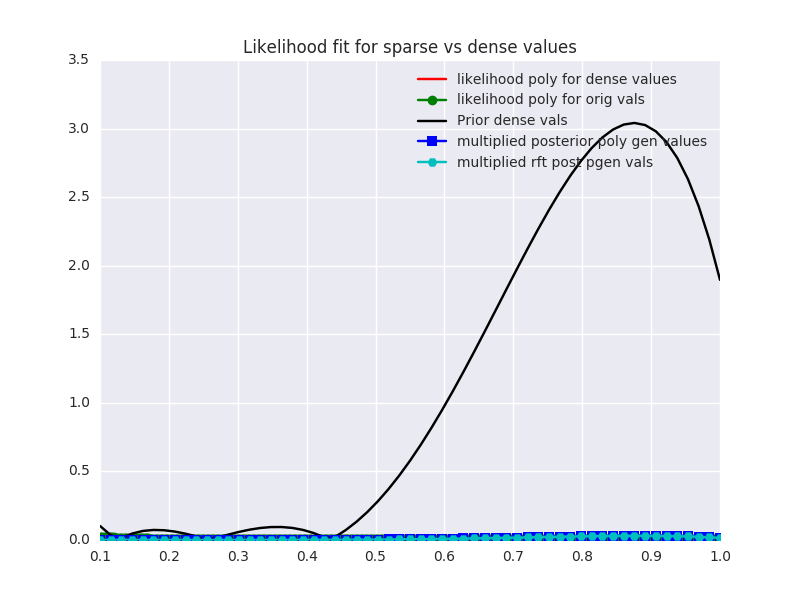 Likelihood fit for sparse vs dense values
3.5
3.0
2.5
2.0
1.5
1.0
0.5
0.0
likelihood poly for dense values
likelihood poly for orig vals
Prior dense vals
multiplied posterior poly gen values
multiplied rft post pgen vals
0.1 0.2 0.3 0.4 0.5 0.6 0.7 0.8 0.9 1.0